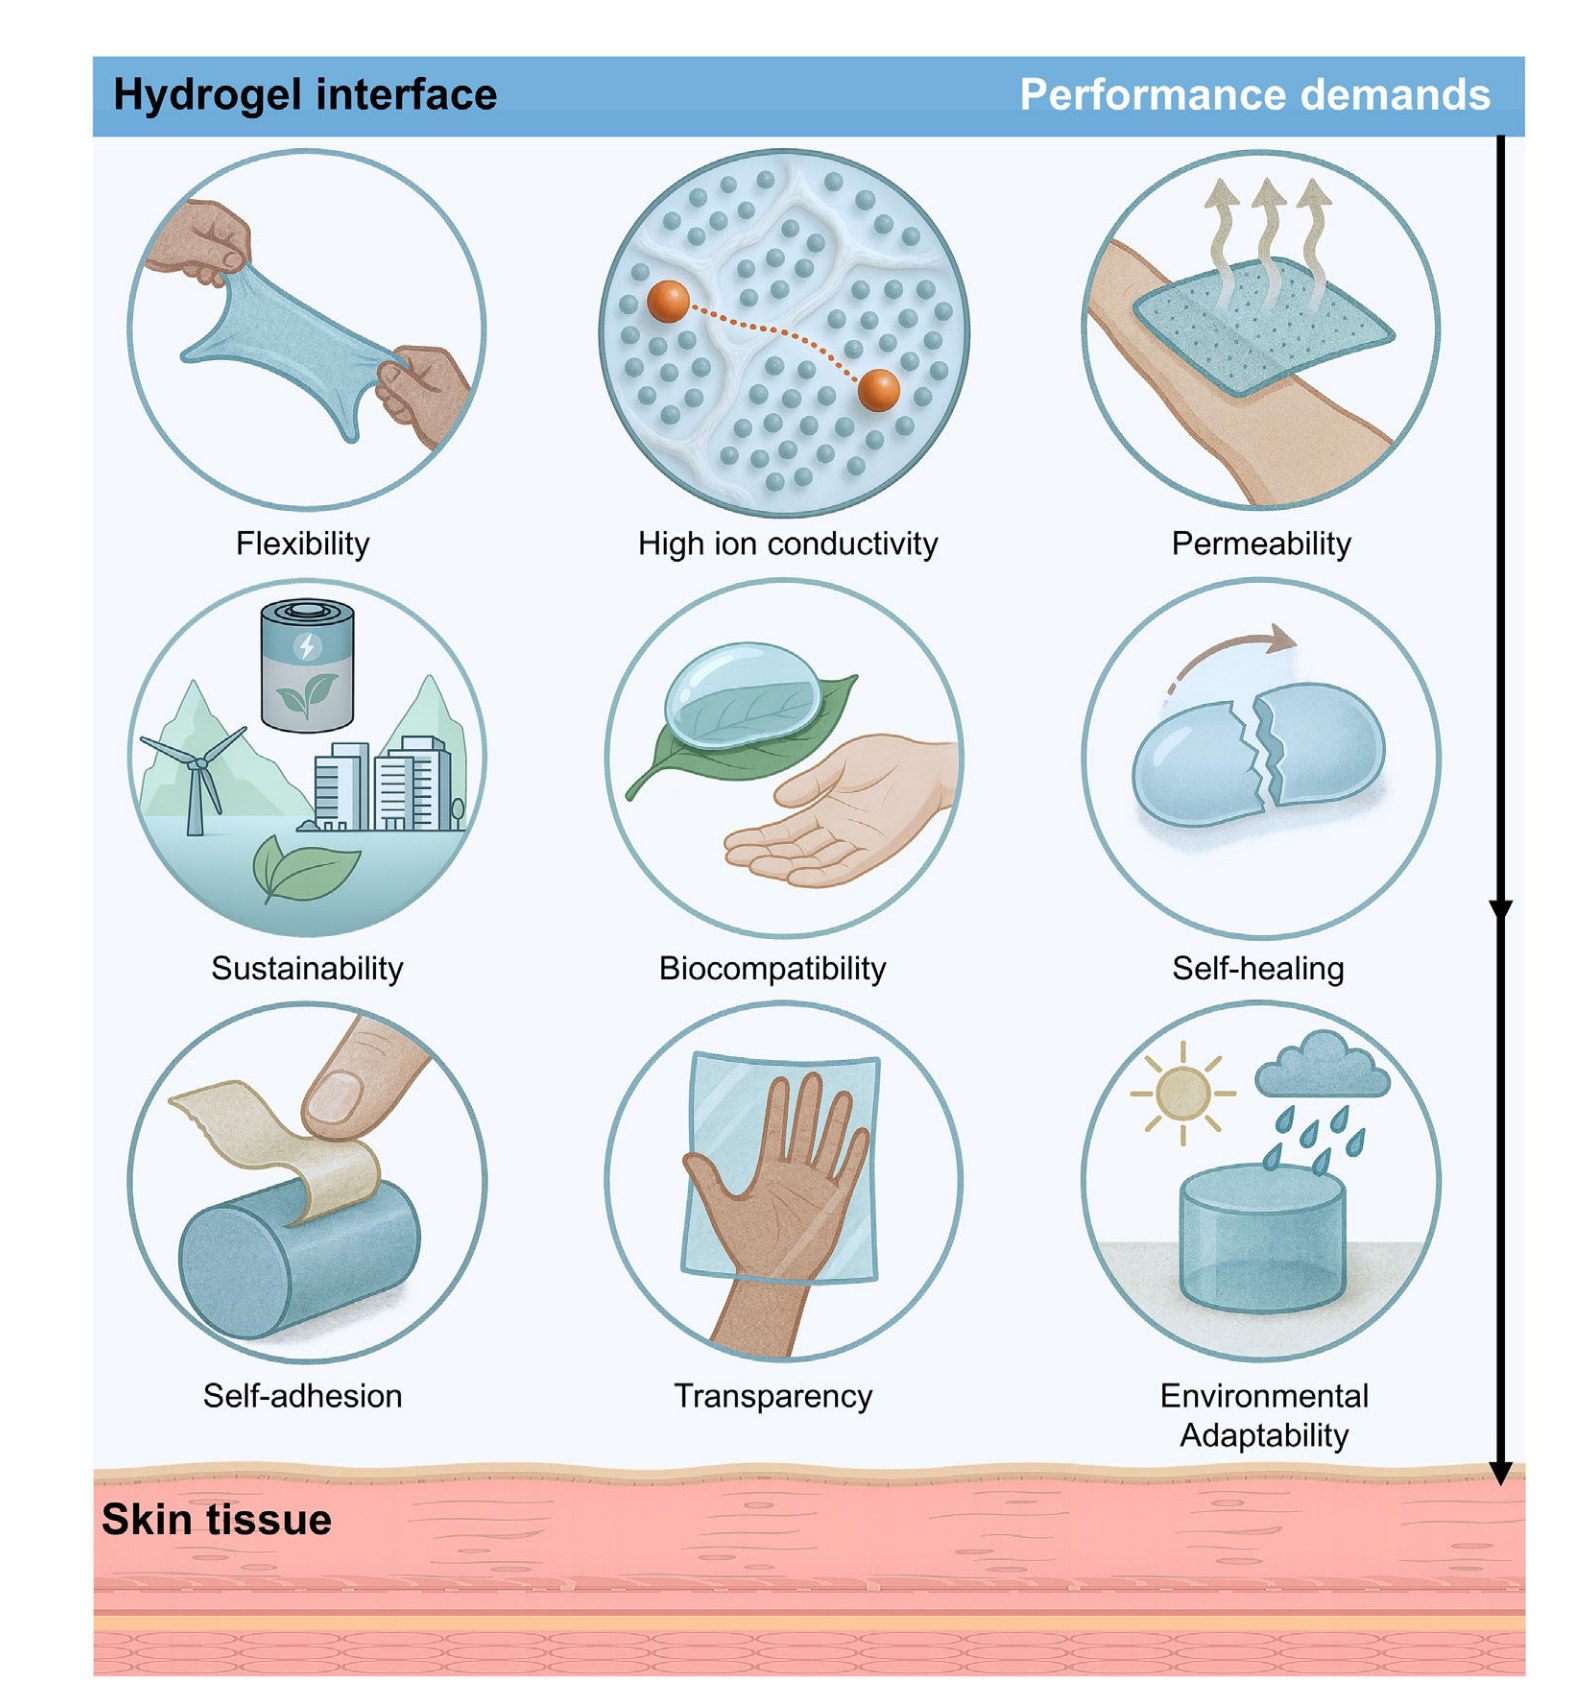 Hydrogel interface
Performance demands
Flexibility
High ion conductivity
Permeability
Sustainability
Biocompatibility
Self-healing
Self-adhesion
Transparency
Environmental
Adaptability
Skin tissue